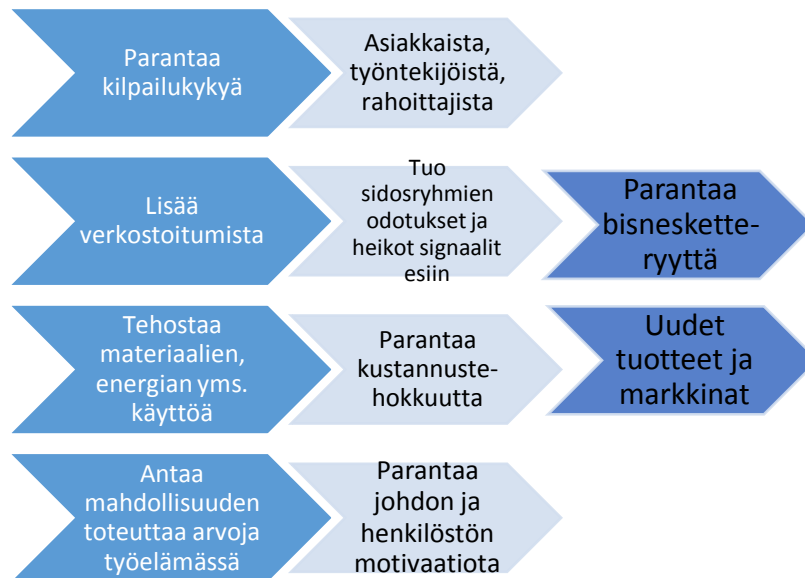 Parantaa
kilpailukykyä
Asiakkaista,
työntekijöistä,
rahoittajista
Lisää
verkostoitumista
Tuo
sidosryhmien
odotukset ja
heikot signaalit
esiin
Parantaa
bisneskette-
ryyttä
Tehostaa
materiaalien,
energian yms.
käyttöä
Parantaa
kustannuste-
hokkuutta
Uudet
tuotteet ja
markkinat
Antaa
mahdollisuuden
toteuttaa arvoja
työelämässä
Parantaa
johdon ja
henkilöstön
motivaatiota